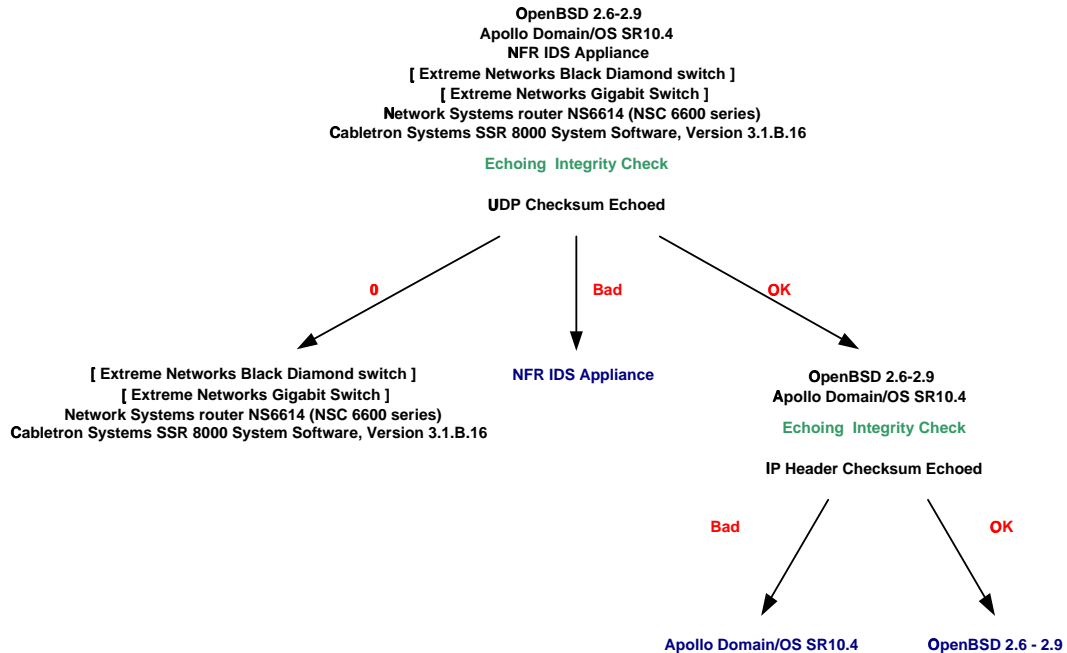 OpenBSD 2.6-2.9
Apollo Domain/OS SR10.4
NFR IDS Appliance
[ Extreme Networks Black Diamond switch ]
[ Extreme Networks Gigabit Switch ]
Network Systems router NS6614 (NSC 6600 series)
Cabletron Systems SSR 8000 System Software, Version 3.1.B.16
Echoing Integrity Check
UDP Checksum Echoed
0
Bad
OK
[ Extreme Networks Black Diamond switch ]
[ Extreme Networks Gigabit Switch ]
Network Systems router NS6614 (NSC 6600 series)
Cabletron Systems SSR 8000 System Software, Version 3.1.B.16
NFR IDS Appliance
OpenBSD 2.6-2.9
Apollo Domain/OS SR10.4
Echoing Integrity Check
IP Header Checksum Echoed
Bad
OK
Apollo Domain/OS SR10.4
OpenBSD 2.6 - 2.9